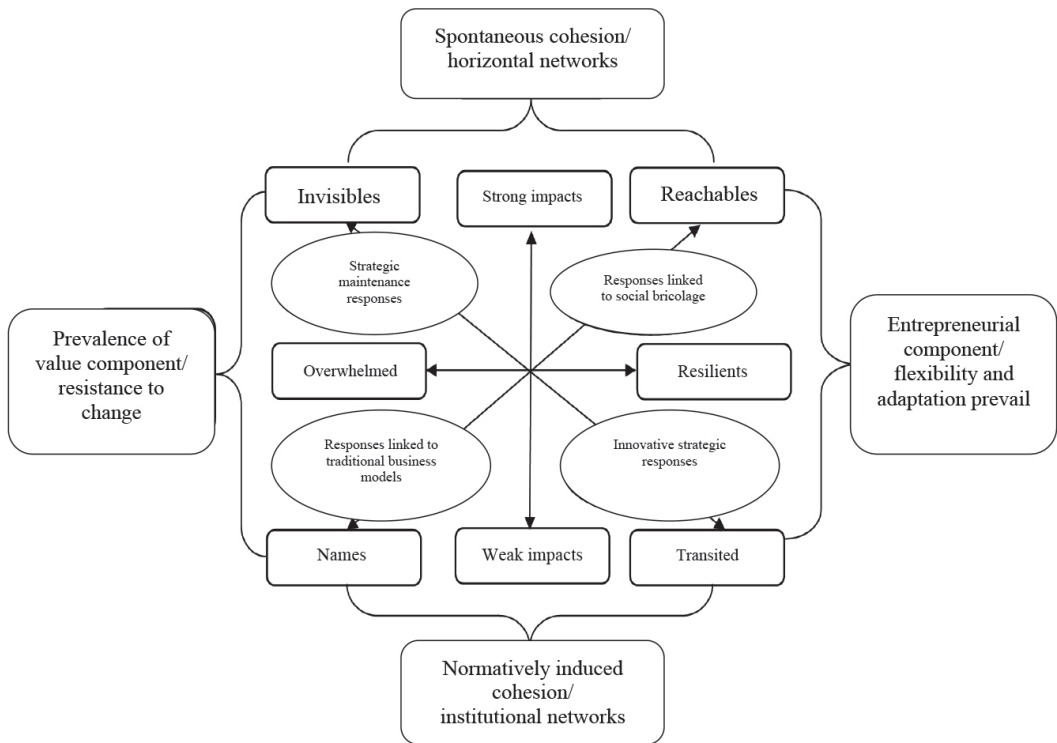 Spontaneous cohesion/
horizontal networks
Invisibles
Strong impacts
Reachables
Strategic
maintenance
responses
Responses linked
to social bricolage
Prevalence of
value component/
resistance to
change
Overwhelmed
Resilients
Entrepreneurial
component/
flexibility and
adaptation prevail
Responses linked to
traditional business
models
Innovative strategic
responses
Names
Weak impacts
Transited
Normatively induced
cohesion/
institutional networks